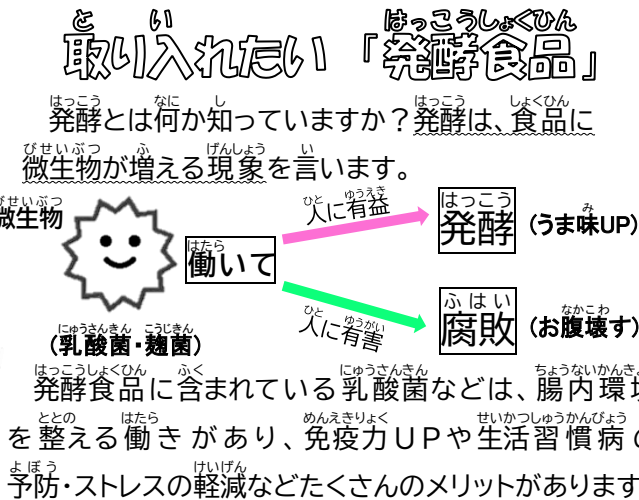 取り入れたい「発酵食品」
発酵とは何か知っていますか？発酵は、食品に
微生物が増える現象を言います。
微生物
働いて
人に有益
発酵
(うま味UP)
人に有害
腐敗
(お腹壊す)
(乳酸菌・麹菌)
発酵食品に含まれている乳酸菌などは、腸内環境
を整える働きがあり、免疫力UPや生活習慣病の
予防・ストレスの軽減などたくさんのメリットがあります